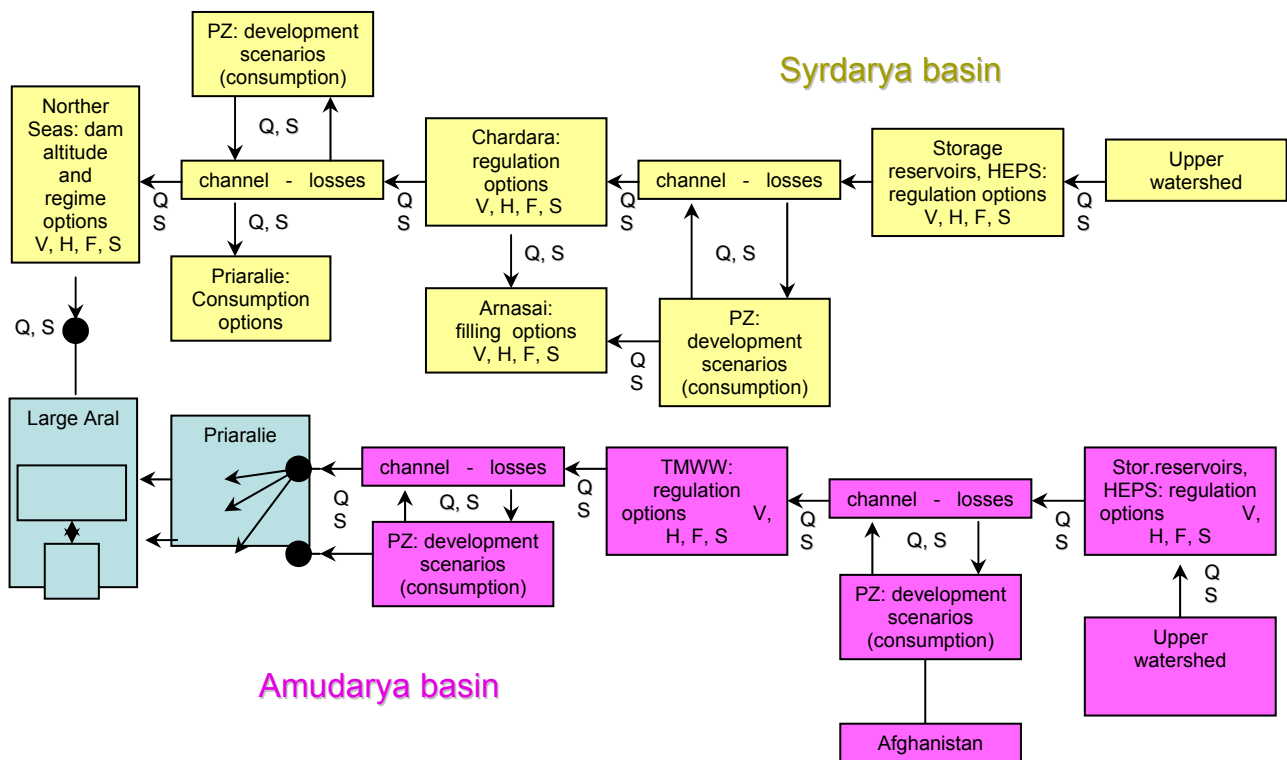 PZ: development
scenarios
(consumption)
Syrdarya basin
Norther
Seas: dam
altitude
and
regime
options
V, H, F, S
Q, S
Chardara:
regulation
options
V, H, F, S
Storage
reservoirs, HEPS:
regulation options
V, H, F, S
Upper
watershed
channel - losses
channel - losses
Q
S
Q
S
Q
S
Q
S
Q, S
Q, S
Q, S
Priaralie:
Consumption
options
Arnasai:
filling options
V, H, F, S
PZ:
development
scenarios
(consumption)
Q
S
Q, S
Large Aral
Priaralie
channel - losses
TMWW:
regulation
options V,
H, F, S
channel - losses
Stor.reservoirs,
HEPS: regulation
options V,
H, F, S
Q
S
Q, S
Q
S
Q
S
Q, S
Q
S
PZ: development
scenarios
(consumption)
PZ: development
scenarios
(consumption)
Q
S
Upper
watershed
Amudarya basin
Afghanistan